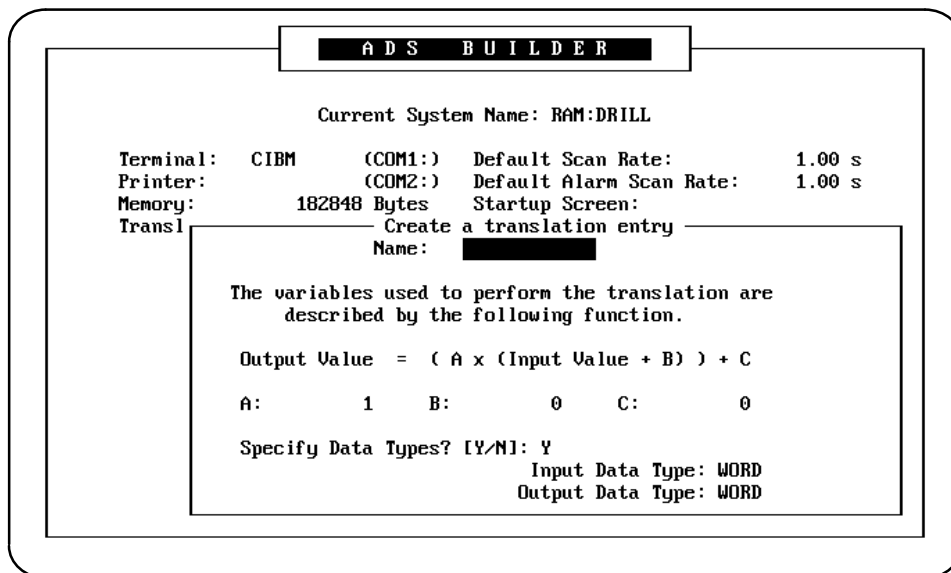 ADS BUILDER
Current System Name: RAM:DRILL
Terminal: CIBM (COM1:) Default Scan Rate: 1.00 s
Printer: (COM2:) Default Alarm Scan Rate: 1.00 s
Memory: 182848 Bytes Startup Screen:
Transl
Create a translation entry
Name:
The variables used to perform the translation are
described by the following function.
Output Value = ( A x (Input Value + B) ) + C
A: 1 B: 0 C: 0
Specify Data Types? [Y/N]: Y
Input Data Type: WORD
Output Data Type: WORD